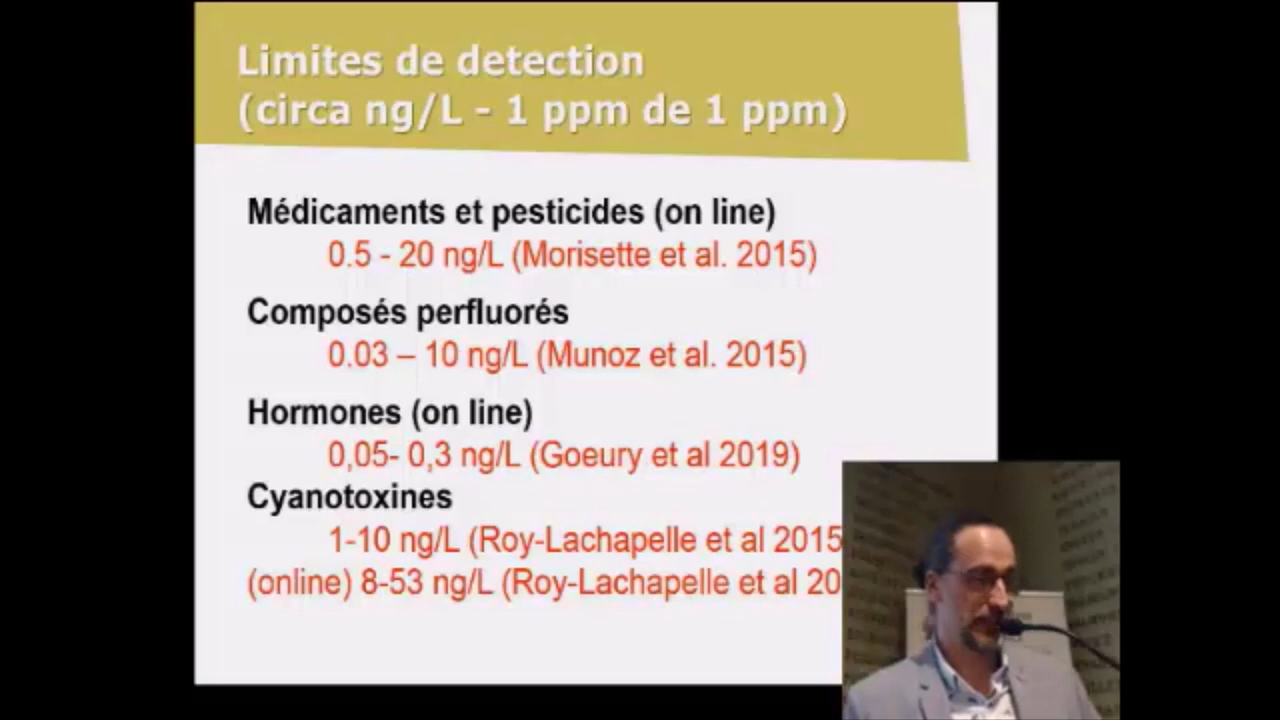 Limites de detection
(circa ng/L - 1 ppm de 1 ppm)
Médicaments et pesticides (on line)
0.5 - 20 ng/L (Morisette et al. 2015)
Composés perfluorés
0.03 – 10 ng/L (Munoz et al. 2015)
Hormones (on line)
0,05- 0,3 ng/L (Goeury et al 2019)
Cyanotoxines
1-10 ng/L (Roy-Lachapelle et al 2015
(online) 8-53 ng/L (Roy-Lachapelle et al 20